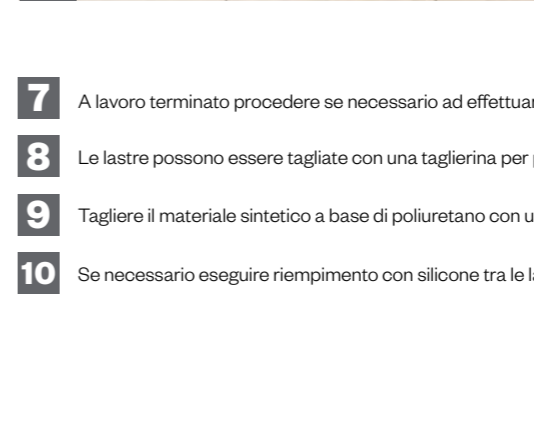 7 A lavoro terminato procedere se necessario ad
8 Le lastre possono essere tagliate con una taglierina per
9 Tagliere il materiale sintetico a base di poliuretano con
10 Se necessario eseguire riempimento con silicone tra le